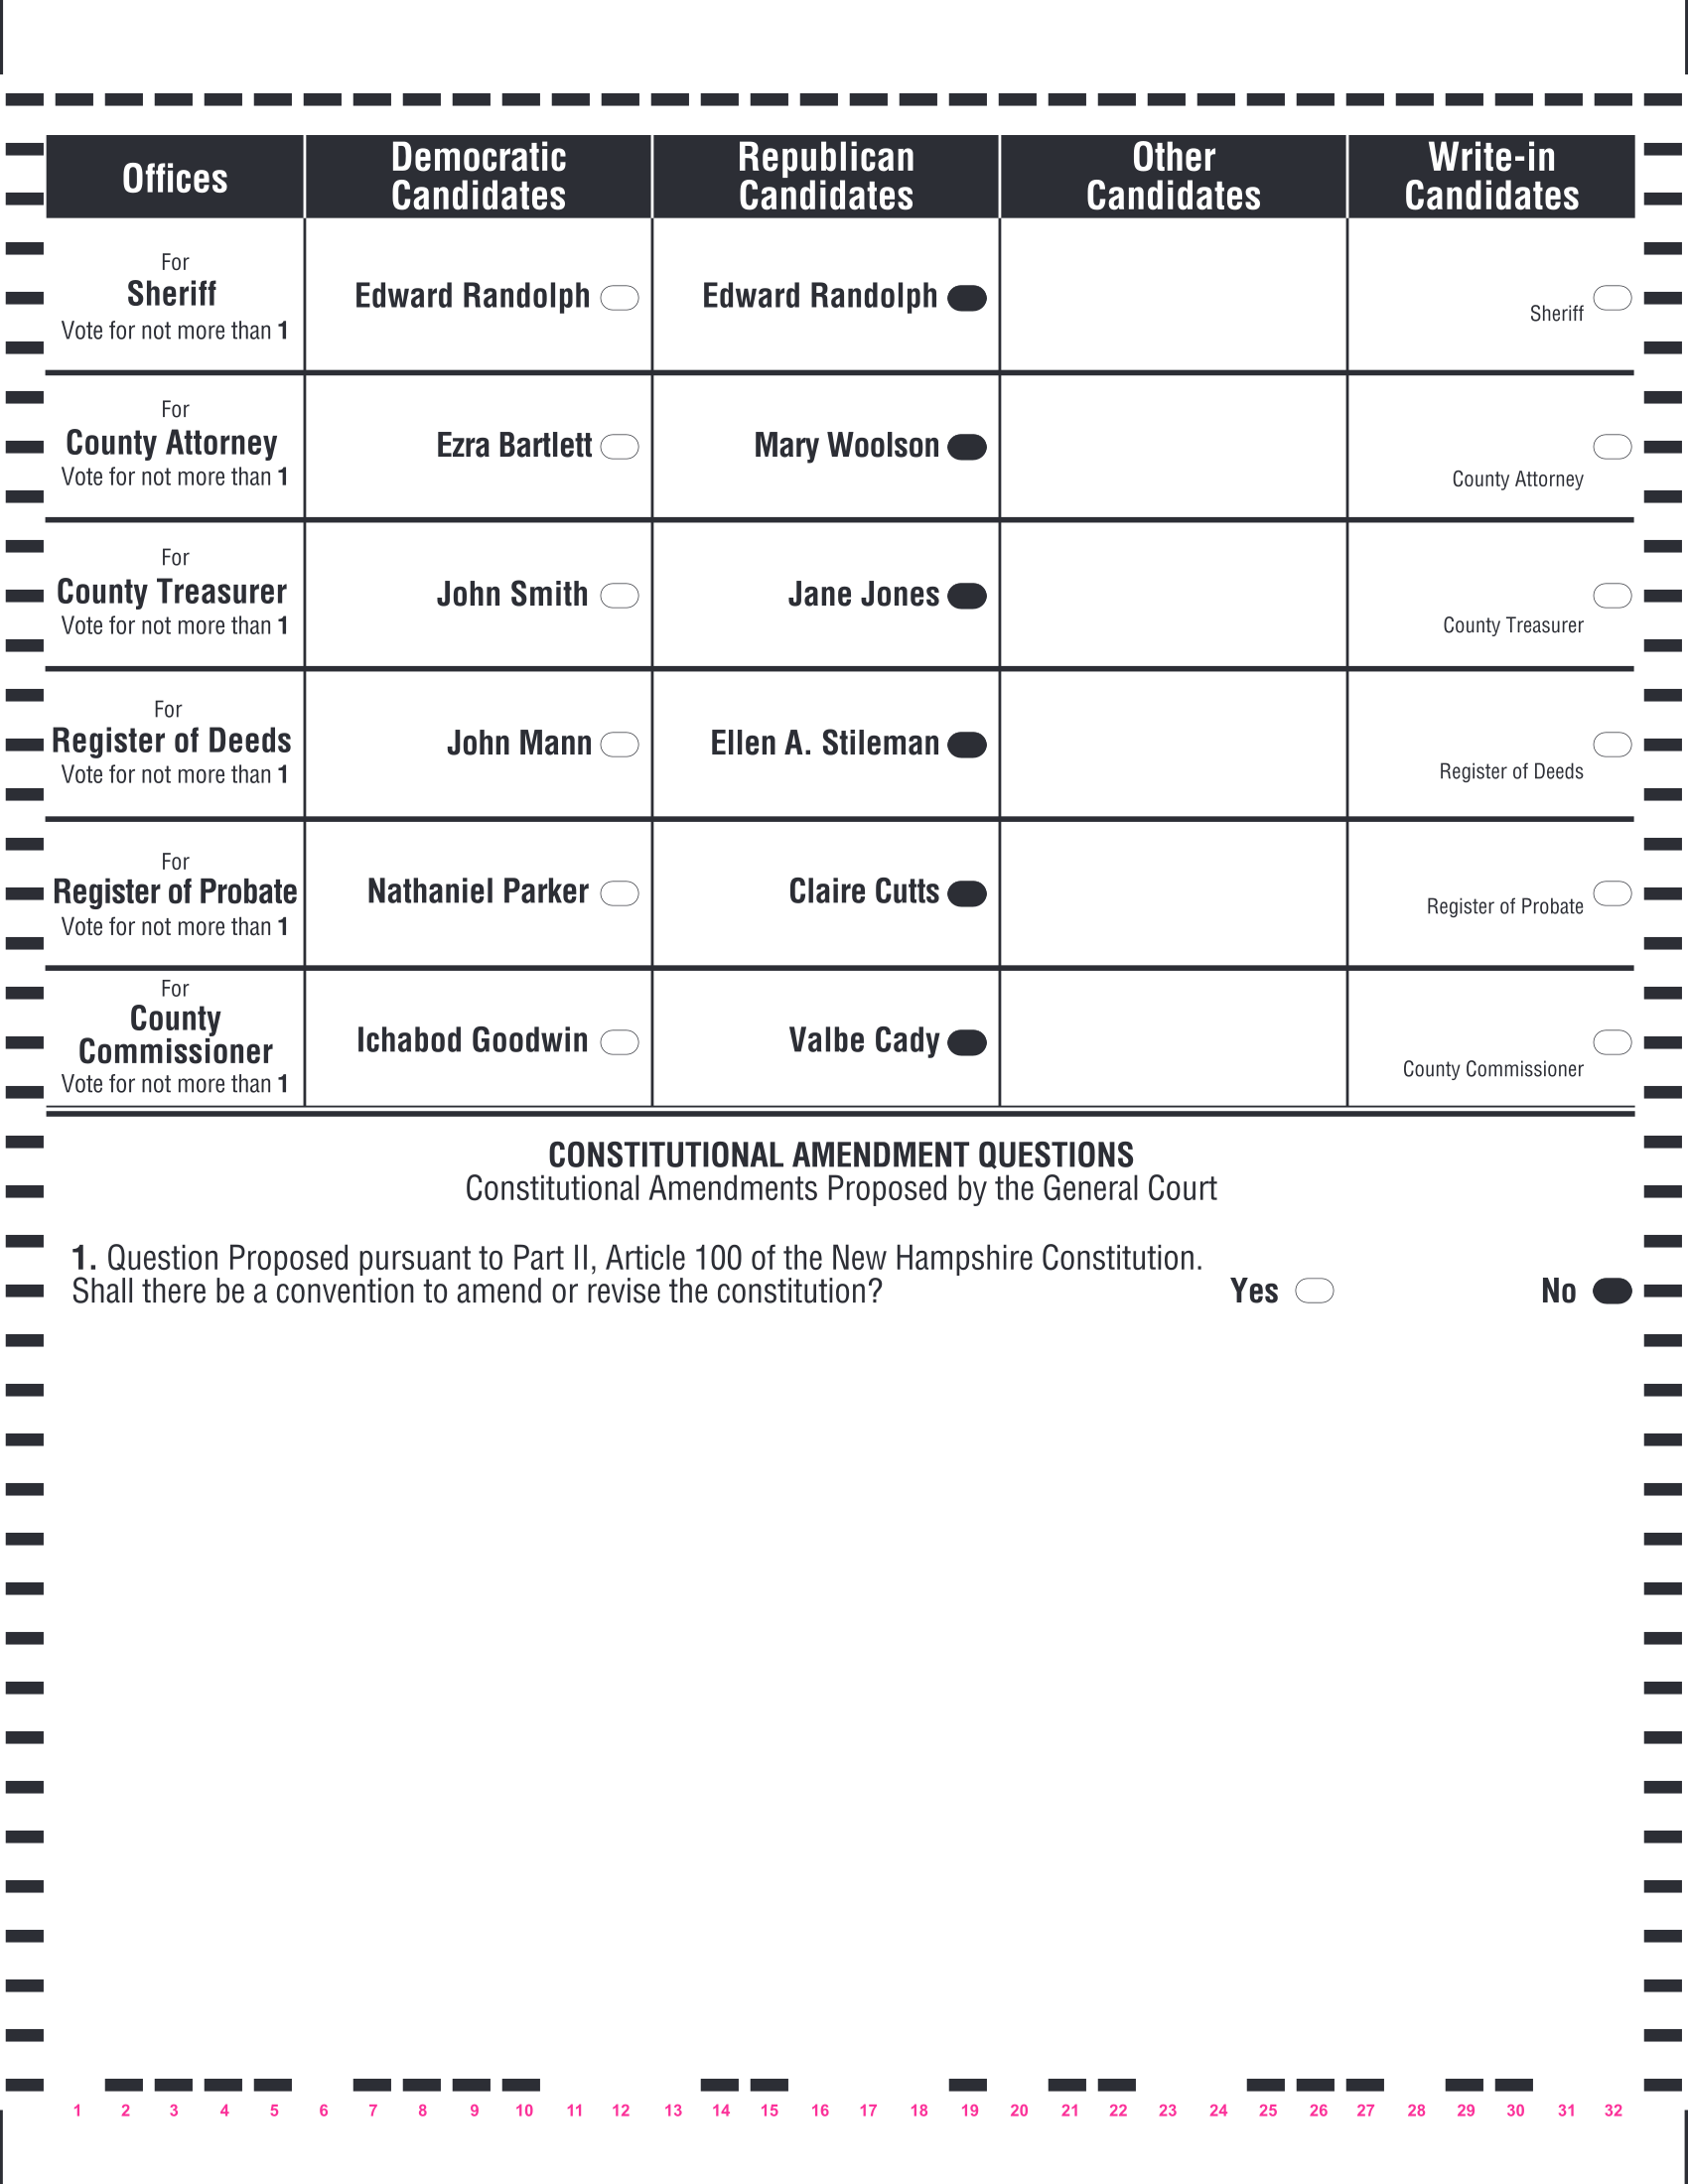 Offices
Democratic
Candidates
Republican
Candidates
Other
Candidates
Write-in
Candidates
For
Sheriff
Vote for not more than 1
Edward Randolph
Edward Randolph
Sheriff
For
County Attorney
Vote for not more than 1
Ezra Bartlett
Mary Woolson
County Attorney
For
County Treasurer
Vote for not more than 1
John Smith
Jane Jones
County Treasurer
For
Register of Deeds
Vote for not more than 1
John Mann
Ellen A. Stileman
Register of Deeds
For
Register of Probate
Vote for not more than 1
Nathaniel Parker
Claire Cutts
Register of Probate
For
County
Commissioner
Vote for not more than 1
Ichabod Goodwin
Valbe Cady
County Commissioner
CONSTITUTIONAL AMENDMENT QUESTIONS
Constitutional Amendments Proposed by the General Court
1. Question Proposed pursuant to Part II, Article 100 of the New Hampshire Constitution.
Shall there be a convention to amend or revise the constitution?
Yes
No
1 2 3 4 5 6 7 8 9 10 11 12 13 14 15 16 17 18 19 20 21 22 23 24 25 26 27 28 29 30 31 32